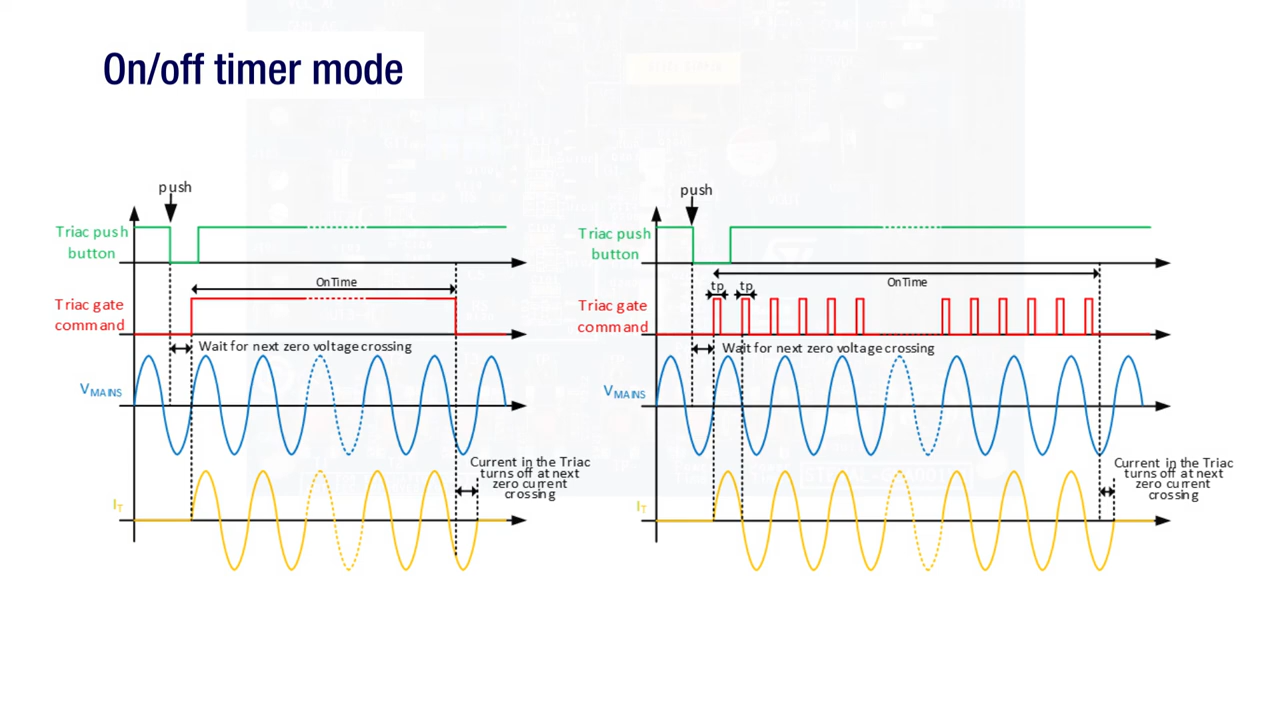 On/off timer mode
push
Triac push
button
OnTime
Triac gate
command
Wait for next zero voltage crossing
VMAINS
Current in the Triac
turns off at next
zero current
crossing
IT
push
Triac push
button
OnTime
tp
tp
Triac gate
command
Wait for next zero voltage crossing
VMAINS
Current in the Triac
turns off at next
zero current
crossing
IT